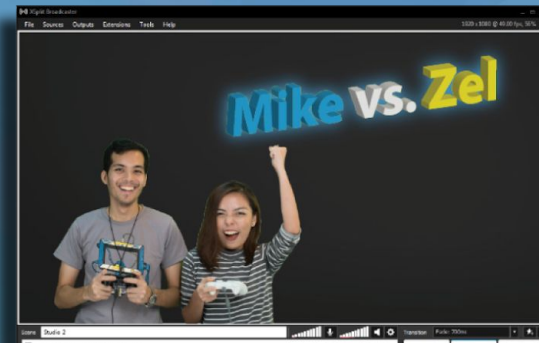 XSplit Broadcaster
File Sources Outputs Extensions Tools Help
Mike vs. Zel
Scene Studio 2
Transition